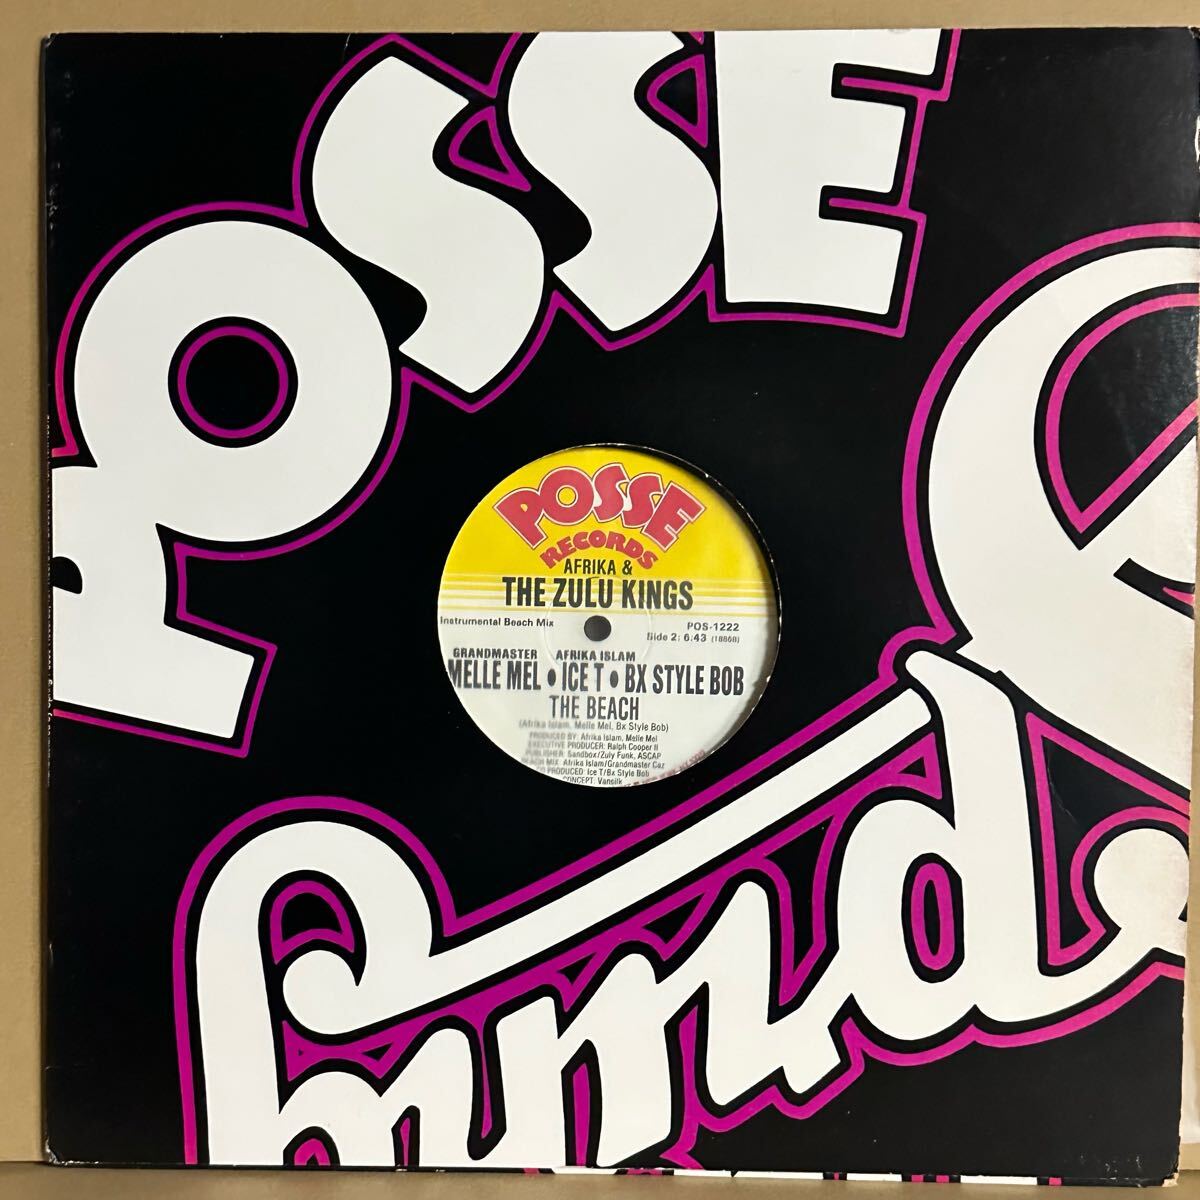 POSSE
POSSE
RECORDS
AFRIKA &
THE ZULU KINGS
Instrumental Beach Mix
POS-1222
Side 2: 6:43 (18868)
GRANDMASTER AFRIKA ISLAM
MELLE MEL • ICE T • BX STYLE BOB
THE BEACH
(Afrika Islam, Melle Mel, Bx Style Bob)
PRODUCED BY: Afrika Islam, Melle Mel
EXECUTIVE PRODUCER: Ralph Cooper II
PUBLISHER: Sandbox/Zuly Funk, ASCAP
BEACH MIX: Afrika Islam/Grandmaster Caz
CO PRODUCED: Ice T/Bx Style Bob
CONCEPT: Vansilk